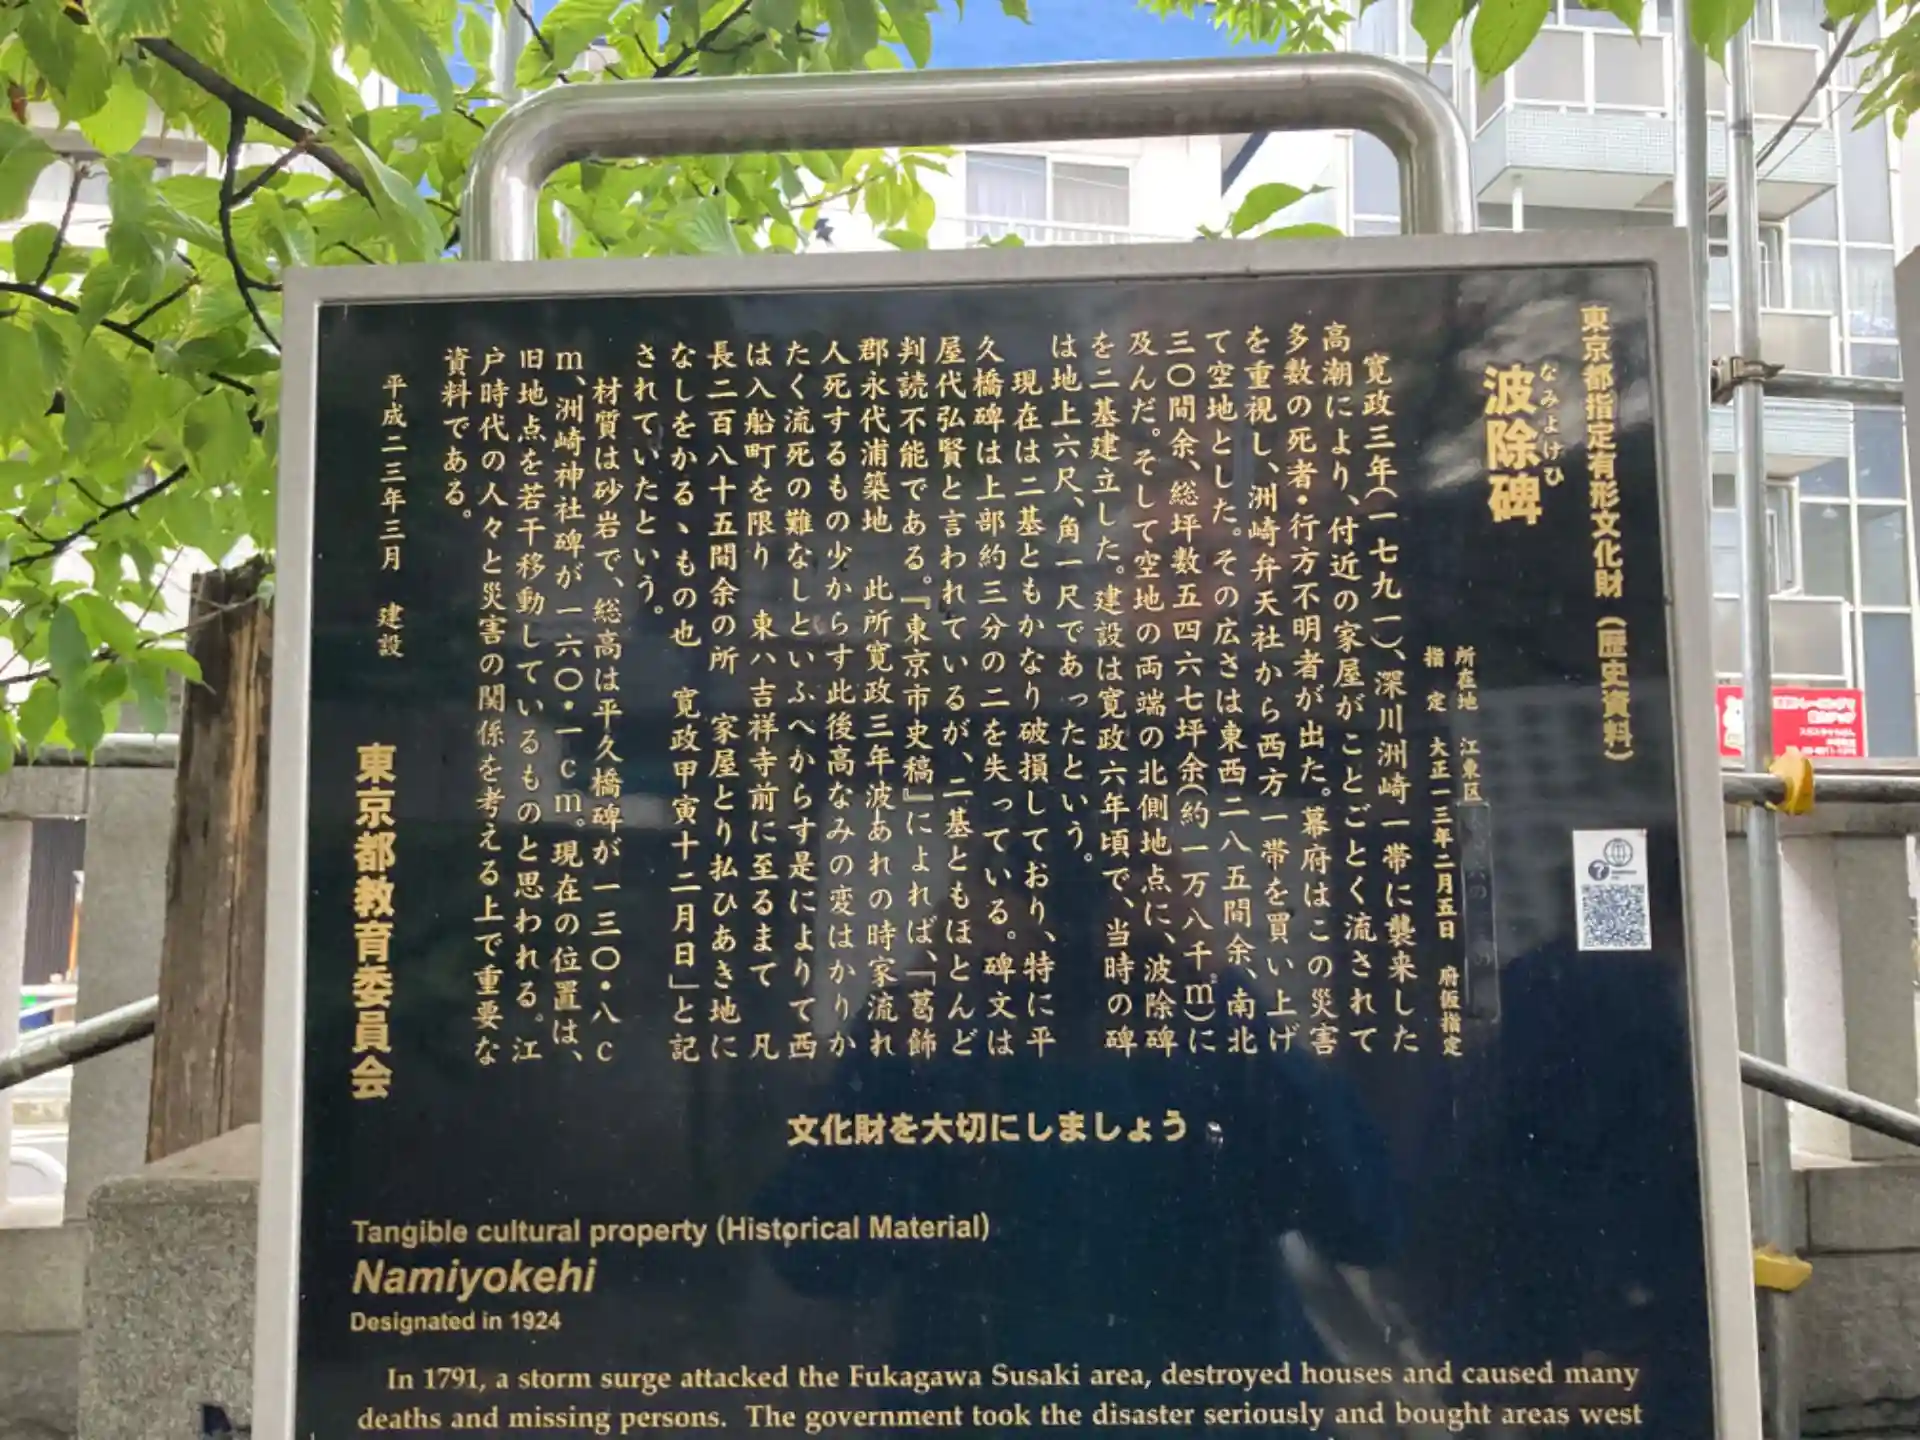 東京都指定有形文化財（歴史資料）
なみよけひ
波除碑
所在地　江東区
指　定　大正一三年二月五日　府仮指定
寛政三年（一七九一）、深川洲崎一帯に襲来した
高潮により、付近の家屋がことごとく流されて
多数の死者・行方不明者が出た。幕府はこの災害
を重視し、洲崎弁天社から西方一帯を買い上げ
て空地とした。その広さは東西二八五間余、南北
三〇間余、総坪数五四六七坪余（約一万八千㎡）に
及んだ。そして空地の両端の北側地点に、波除碑
を二基建立した。建設は寛政六年頃で、当時の碑
は地上六尺、角一尺であったという。
現在は二基ともかなり破損しており、特に平
久橋碑は上部約三分の二を失っている。碑文は
屋代弘賢と言われているが、二基ともほとんど
判読不能である。『東京市史稿』によれば、「葛飾
郡永代浦築地　此所寛政三年波あれの時家流れ
人死するもの少からす此後高なみの変はかりか
たく流死の難なしといふへからす是によりて西
は入船町を限り　東ハ吉祥寺前に至るまて　凡
長二百八十五間余の所　家屋とり払ひあき地に
なしをかるヽもの也　寛政甲寅十二月日」と記
されていたという。
材質は砂岩で、総高は平久橋碑が一三〇・八ｃ
ｍ、洲崎神社碑が一六〇・一ｃｍ。現在の位置は、
旧地点を若干移動しているものと思われる。江
戸時代の人々と災害の関係を考える上で重要な
資料である。
平成二三年三月　建設
東京都教育委員会
文化財を大切にしましょう
Tangible cultural property (Historical Material)
Namiyokehi
Designated in 1924
In 1791, a storm surge attacked the Fukagawa Susaki area, destroyed houses and caused many
deaths and missing persons. The government took the disaster seriously and bought areas west